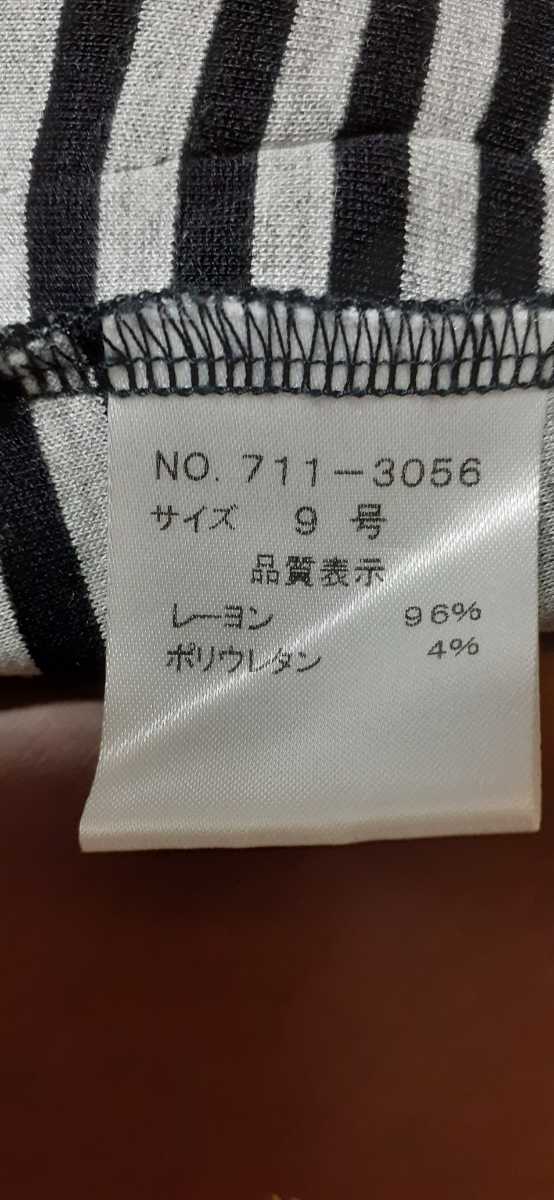 NO. 711-3056
サイズ 9 号
品質表示
レーヨン 96%
ポリウレタン 4%